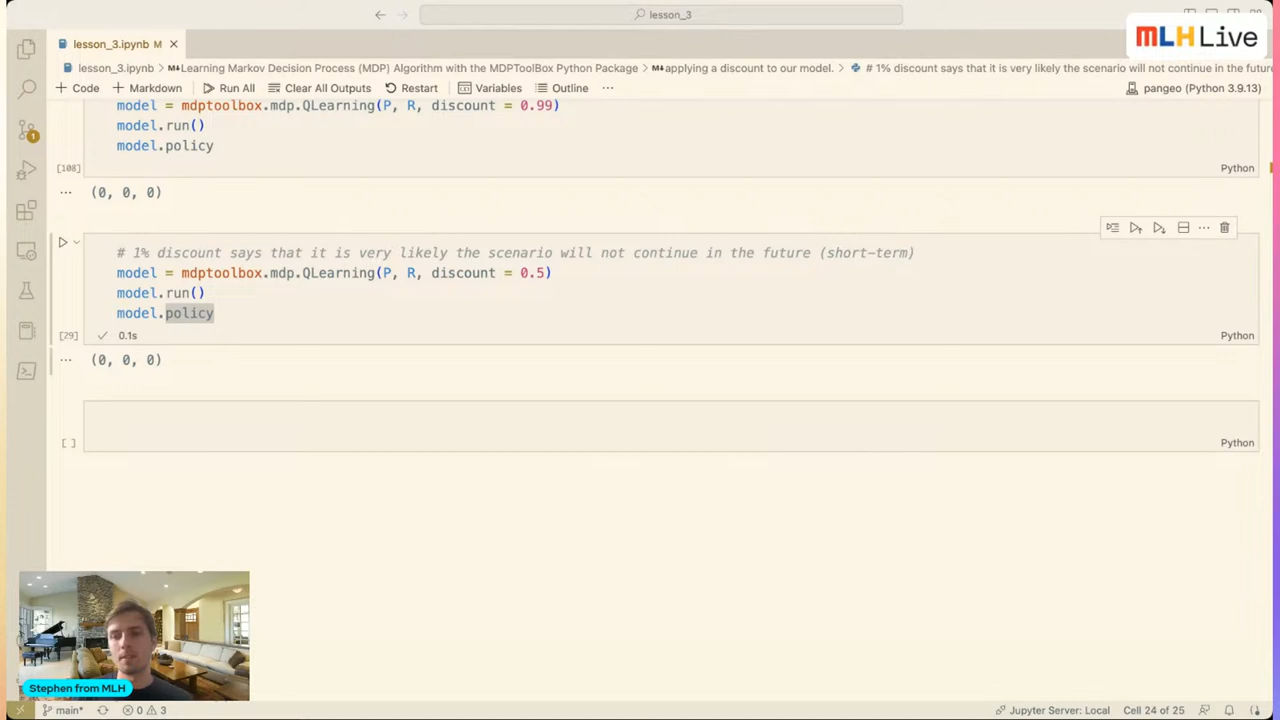 lesson_3
MLH Live
lesson_3.ipynb M
lesson_3.ipynb > Learning Markov Decision Process (MDP) Algorithm with the MDPToolBox Python Package > applying a discount to our model. > # 1% discount says that it is very likely the scenario will not continue in the future
+ Code + Markdown Run All Clear All Outputs Restart Variables Outline ··· pangeo (Python 3.9.13)
model = mdptoolbox.mdp.QLearning(P, R, discount = 0.99)
model.run()
model.policy
[108] Python
··· (0, 0, 0)
# 1% discount says that it is very likely the scenario will not continue in the future (short-term)
model = mdptoolbox.mdp.QLearning(P, R, discount = 0.5)
model.run()
model.policy
[29] 0.1s Python
··· (0, 0, 0)
[ ] Python
1
Stephen from MLH
main* 0 3 Jupyter Server: Local Cell 24 of 25